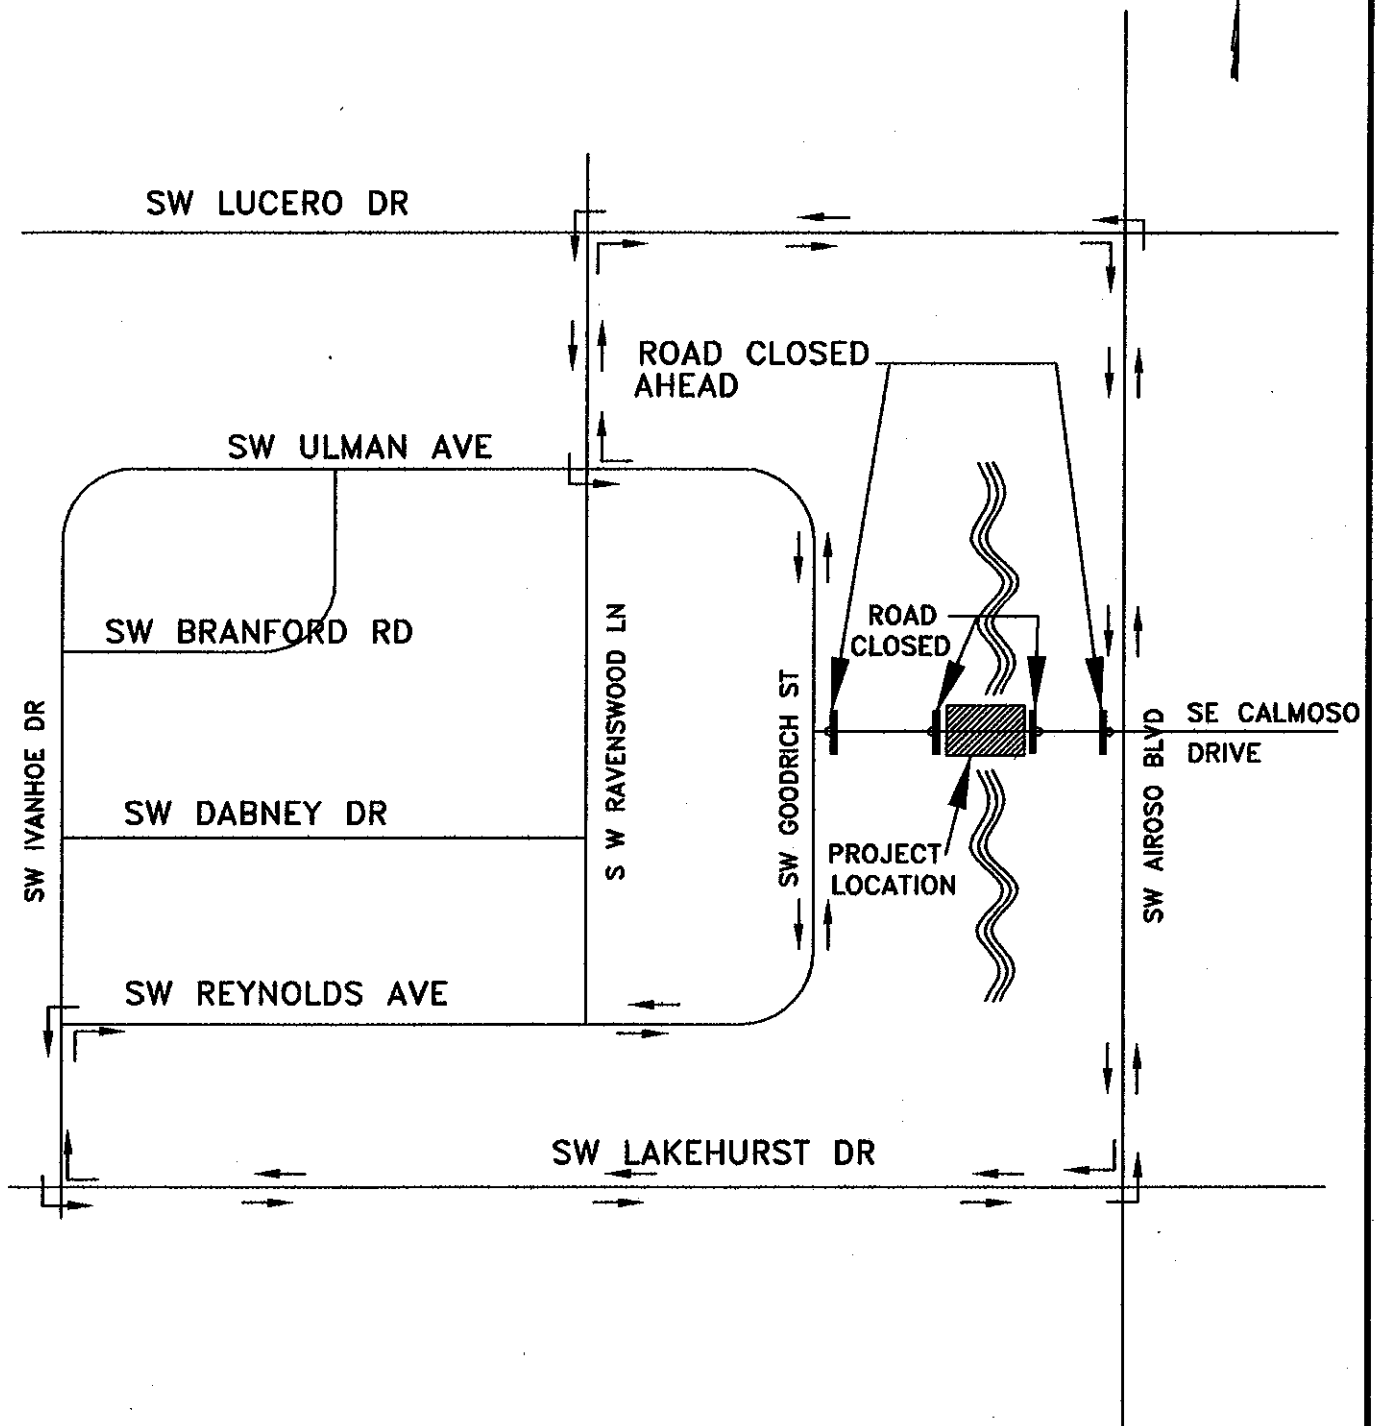 SW LUCERO DR
ROAD CLOSED
AHEAD
SW ULMAN AVE
ROAD
CLOSED
SW BRANFORD RD
SW IVANHOE DR
S W RAVENSWOOD LN
SW GOODRICH ST
SW AIROSO BLVD
SE CALMOSO
DRIVE
SW DABNEY DR
PROJECT
LOCATION
SW REYNOLDS AVE
SW LAKEHURST DR